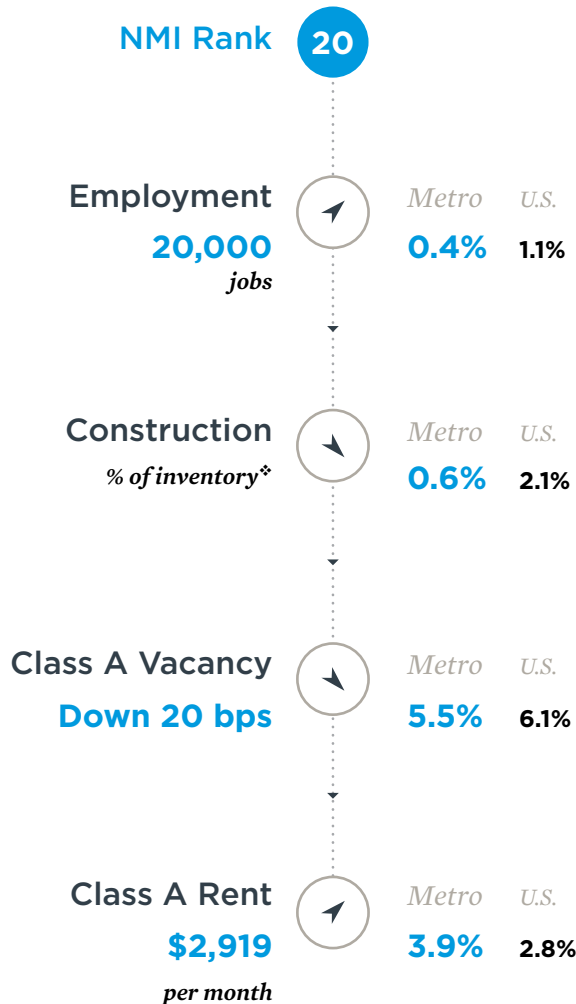 NMI Rank 20
Employment Metro U.S.
20,000 0.4% 1.1%
jobs
Construction Metro U.S.
% of inventory❖ 0.6% 2.1%
Class A Vacancy Metro U.S.
Down 20 bps 5.5% 6.1%
Class A Rent Metro U.S.
$2,919 3.9% 2.8%
per month